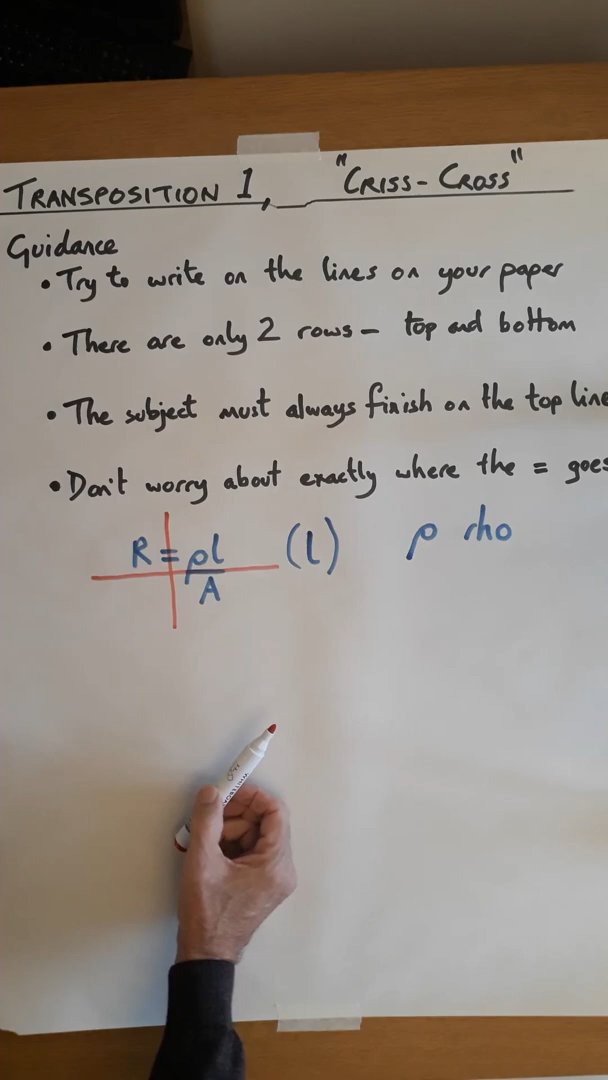 TRANSPOSITION 1, "CRISS-CROSS"
Guidance
• Try to write on the lines on your paper
• There are only 2 rows – top and bottom
• The subject must always finish on the top line
• Don't worry about exactly where the = goes
R = ρl (l) ρ rho
A